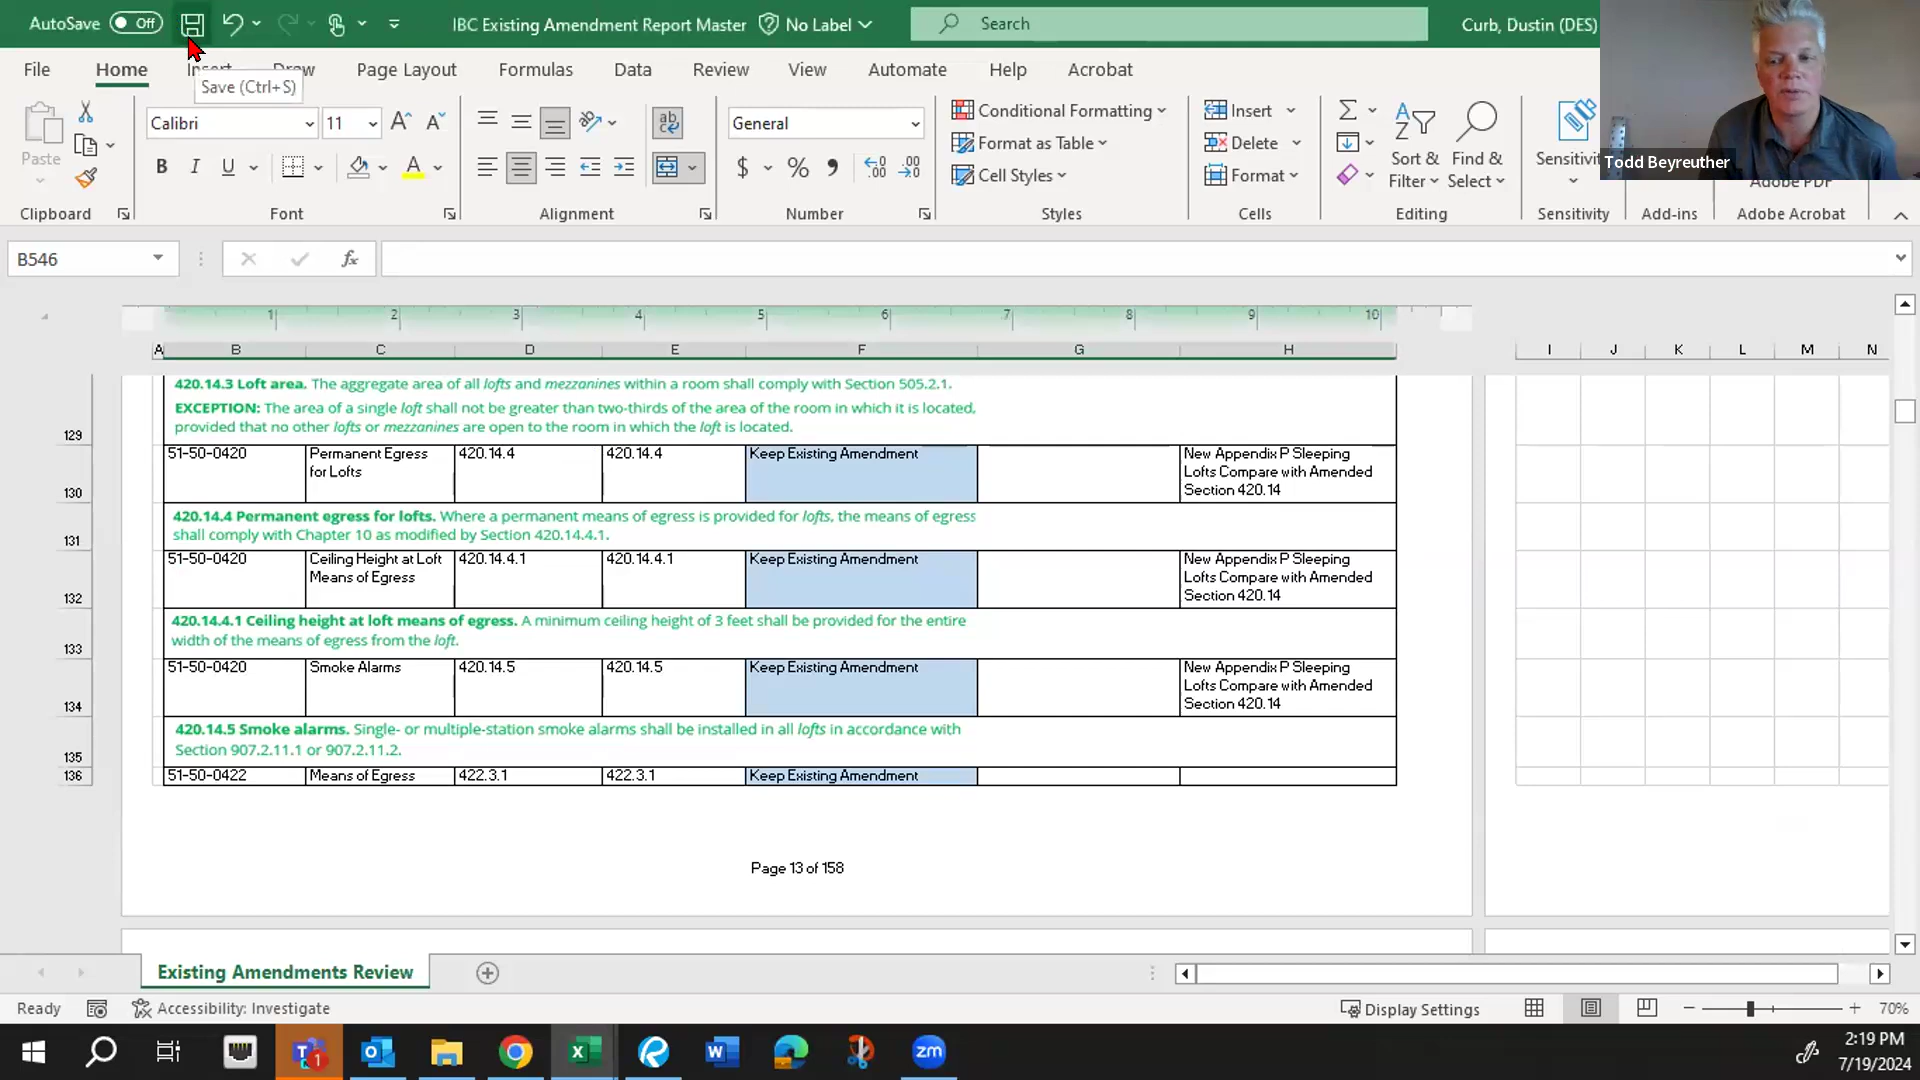 AutoSave Off IBC Existing Amendment Report Master No Label Search Curb, Dustin (DES)
File Home Insert Draw Page Layout Formulas Data Review View Automate Help Acrobat
Save (Ctrl+S)
Paste Calibri 11 ab General Conditional Formatting Insert
Format as Table Delete
B I U A $ % Cell Styles Format Sort & Filter Find & Select Todd Beyreuther
Adobe PDF
Clipboard Font Alignment Number Styles Cells Editing Sensitivity Add-ins Adobe Acrobat
B546 fx
1 2 3 4 5 6 7 8 9 10
A B C D E F G H I J K L M N
420.14.3 Loft area. The aggregate area of all lofts and mezzanines within a room shall comply with Section 505.2.1.
EXCEPTION: The area of a single loft shall not be greater than two-thirds of the area of the room in which it is located,
129 provided that no other lofts or mezzanines are open to the room in which the loft is located.
51-50-0420 Permanent Egress 420.14.4 420.14.4 Keep Existing Amendment New Appendix P Sleeping
for Lofts Lofts Compare with Amended
130 Section 420.14
420.14.4 Permanent egress for lofts. Where a permanent means of egress is provided for lofts, the means of egress
131 shall comply with Chapter 10 as modified by Section 420.14.4.1.
51-50-0420 Ceiling Height at Loft 420.14.4.1 420.14.4.1 Keep Existing Amendment New Appendix P Sleeping
Means of Egress Lofts Compare with Amended
132 Section 420.14
420.14.4.1 Ceiling height at loft means of egress. A minimum ceiling height of 3 feet shall be provided for the entire
133 width of the means of egress from the loft.
51-50-0420 Smoke Alarms 420.14.5 420.14.5 Keep Existing Amendment New Appendix P Sleeping
Lofts Compare with Amended
134 Section 420.14
420.14.5 Smoke alarms. Single- or multiple-station smoke alarms shall be installed in all lofts in accordance with
135 Section 907.2.11.1 or 907.2.11.2.
136 51-50-0422 Means of Egress 422.3.1 422.3.1 Keep Existing Amendment
Page 13 of 158
Existing Amendments Review
Ready Accessibility: Investigate Display Settings 70%
zm 2:19 PM
7/19/2024